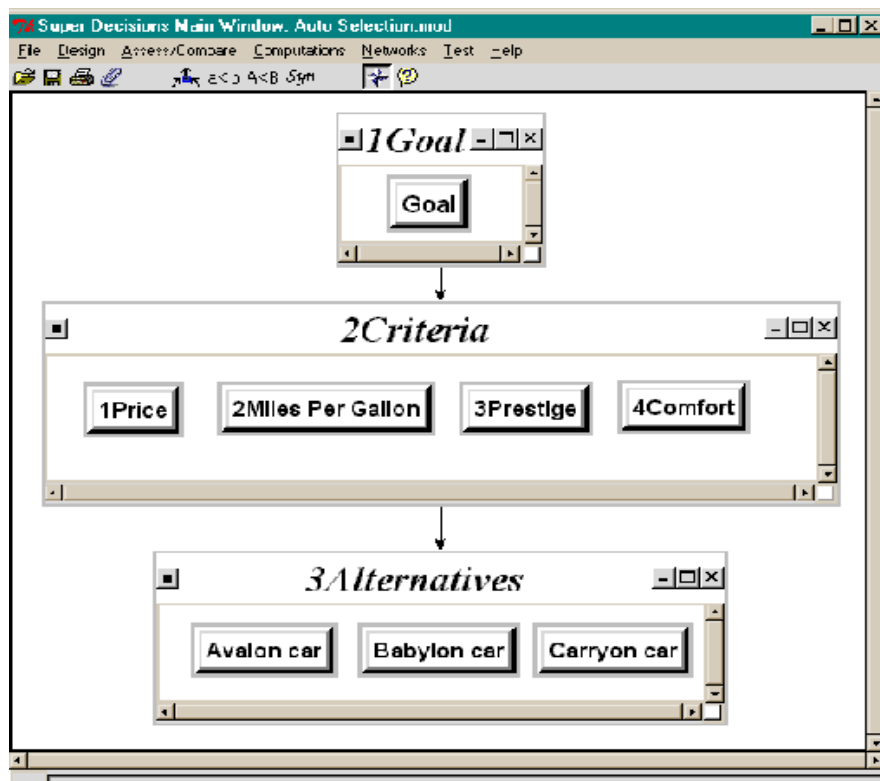 Super Decisions Main Window. Auto Selection.mod
File Design Assess/Compare Computations Networks Test Help
A<B
1Goal
Goal
2Criteria
1Price 2Miles Per Gallon 3Prestige 4Comfort
3Alternatives
Avalon car Babylon car Carryon car